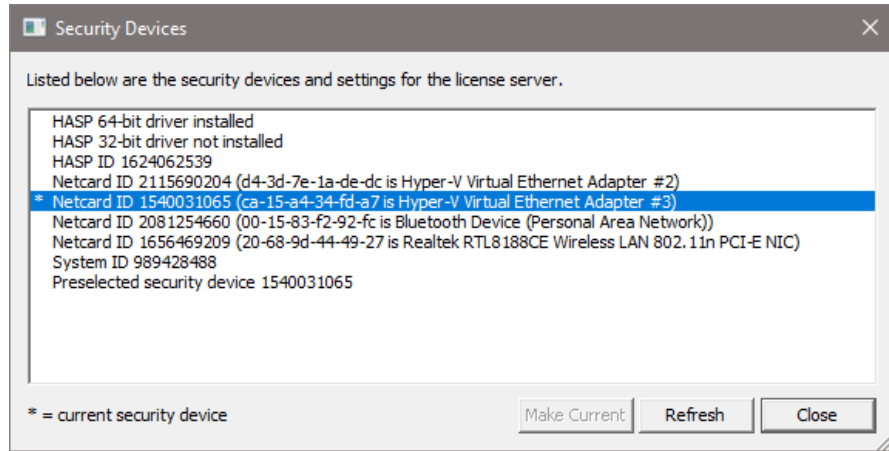 Security Devices
Listed below are the security devices and settings for the license server.
HASP 64-bit driver installed
HASP 32-bit driver not installed
HASP ID 1624062539
Netcard ID 2115690204 (d4-3d-7e-1a-de-dc is Hyper-V Virtual Ethernet Adapter #2)
* Netcard ID 1540031065 (ca-15-a4-34-fd-a7 is Hyper-V Virtual Ethernet Adapter #3)
Netcard ID 2081254660 (00-15-83-f2-92-fc is Bluetooth Device (Personal Area Network))
Netcard ID 1656469209 (20-68-9d-44-49-27 is Realtek RTL8188CE Wireless LAN 802.11n PCI-E NIC)
System ID 989428488
Preselected security device 1540031065
* = current security device
Make Current
Refresh
Close